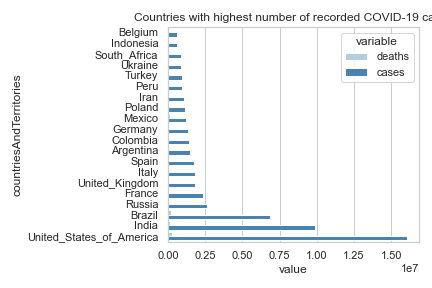 Countries with highest number of recorded COVID-19 ca
countriesAndTerritories
Belgium
Indonesia
South_Africa
Ukraine
Turkey
Peru
Iran
Poland
Mexico
Germany
Colombia
Argentina
Spain
Italy
United_Kingdom
France
Russia
Brazil
India
United_States_of_America
variable
deaths
cases
0.00 0.25 0.50 0.75 1.00 1.25 1.50
1e7
value